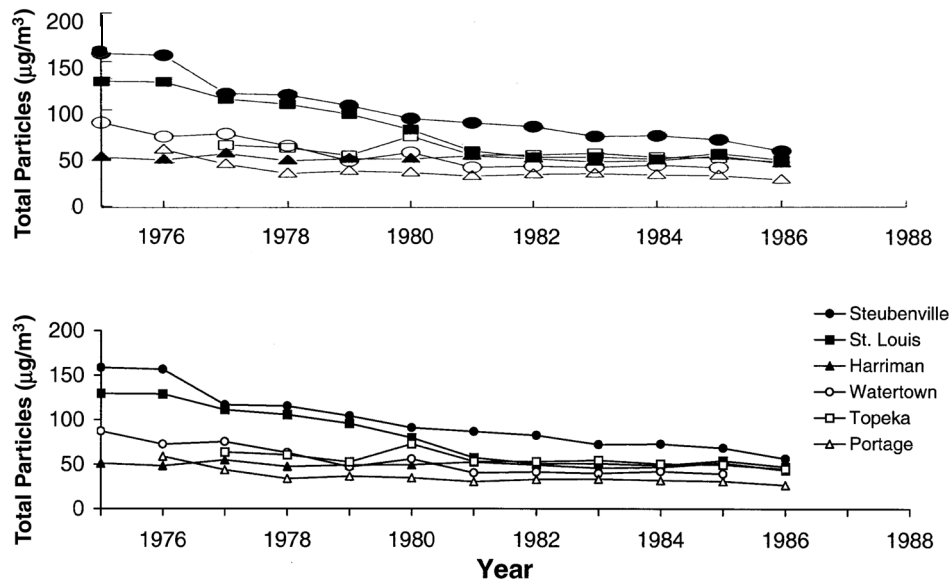 Total Particles (µg/m³)
200
150
100
50
0
1976
1978
1980
1982
1984
1986
1988
Total Particles (µg/m³)
200
150
100
50
0
1976
1978
1980
1982
1984
1986
1988
Year
Steubenville
St. Louis
Harriman
Watertown
Topeka
Portage